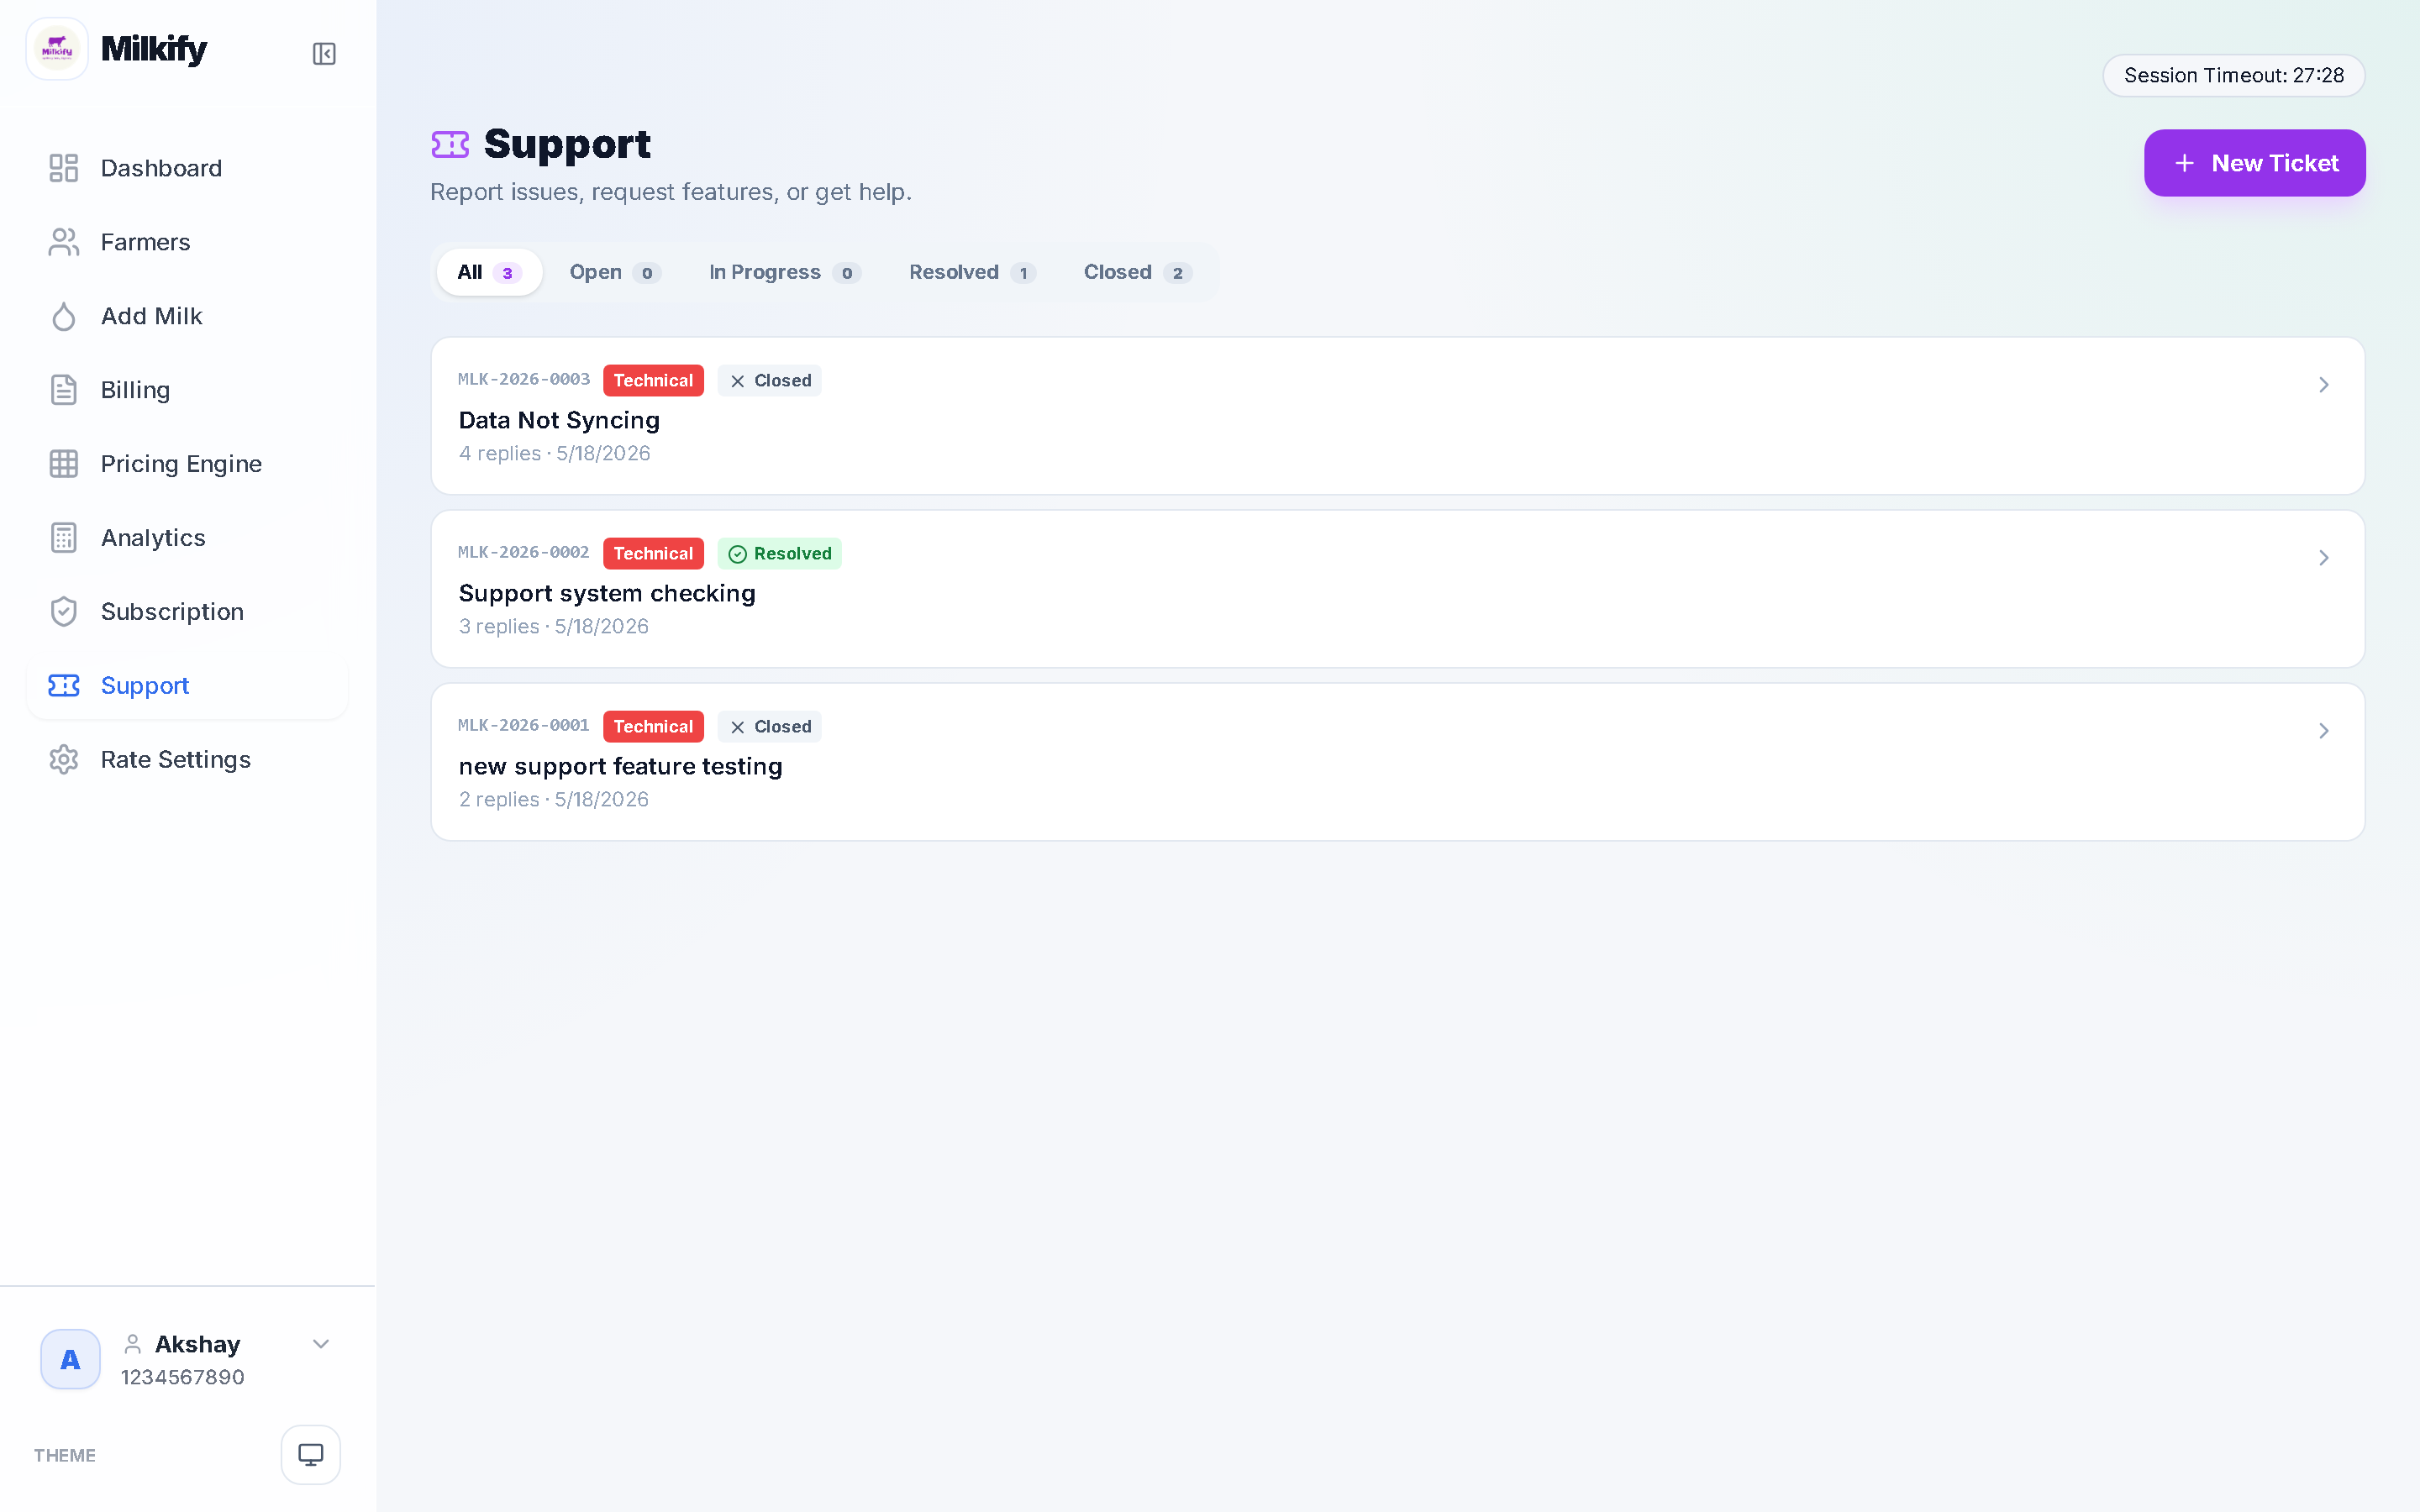 Milkify
Milkify
Dashboard
Farmers
Add Milk
Billing
Pricing Engine
Analytics
Subscription
Support
Rate Settings
A
Akshay
1234567890
THEME
Session Timeout: 27:28
Support
Report issues, request features, or get help.
New Ticket
All 3 Open 0 In Progress 0 Resolved 1 Closed 2
MLK-2026-0003 Technical Closed
Data Not Syncing
4 replies · 5/18/2026
MLK-2026-0002 Technical Resolved
Support system checking
3 replies · 5/18/2026
MLK-2026-0001 Technical Closed
new support feature testing
2 replies · 5/18/2026